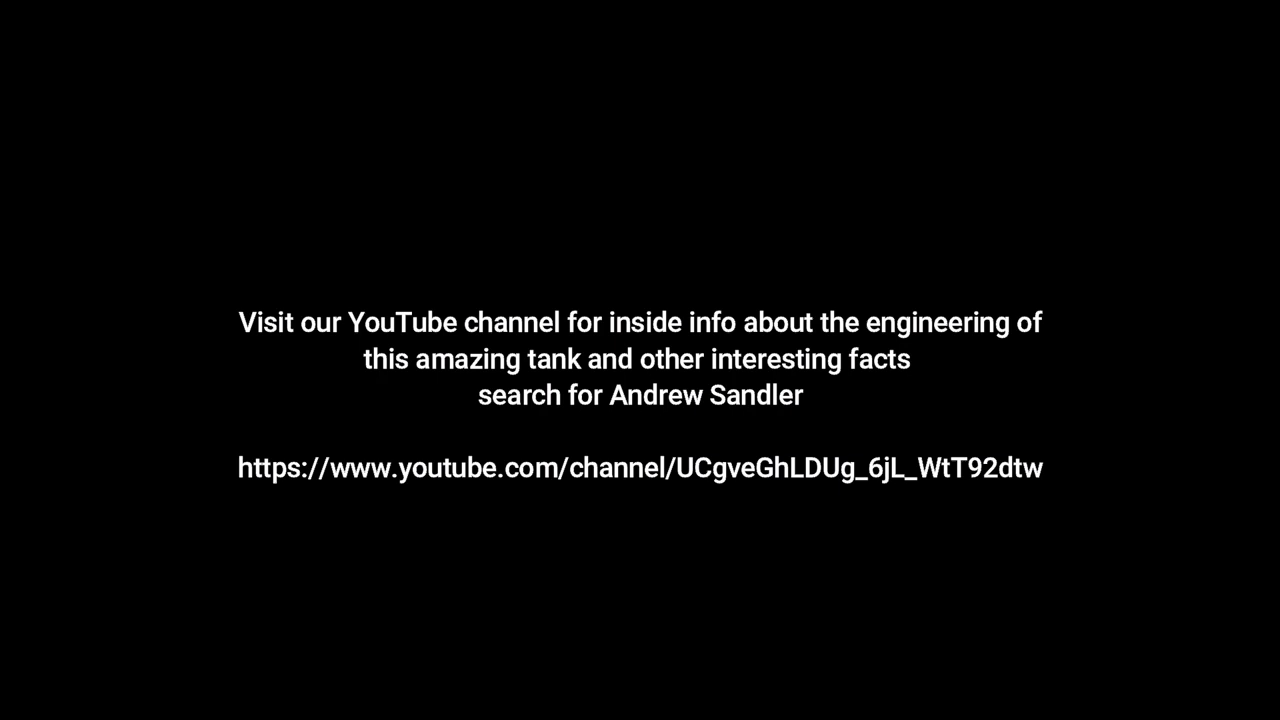 Visit our YouTube channel for inside info about the engineering of
this amazing tank and other interesting facts
search for Andrew Sandler
https://www.youtube.com/channel/UCgveGhLDUg_6jL_WtT92dtw